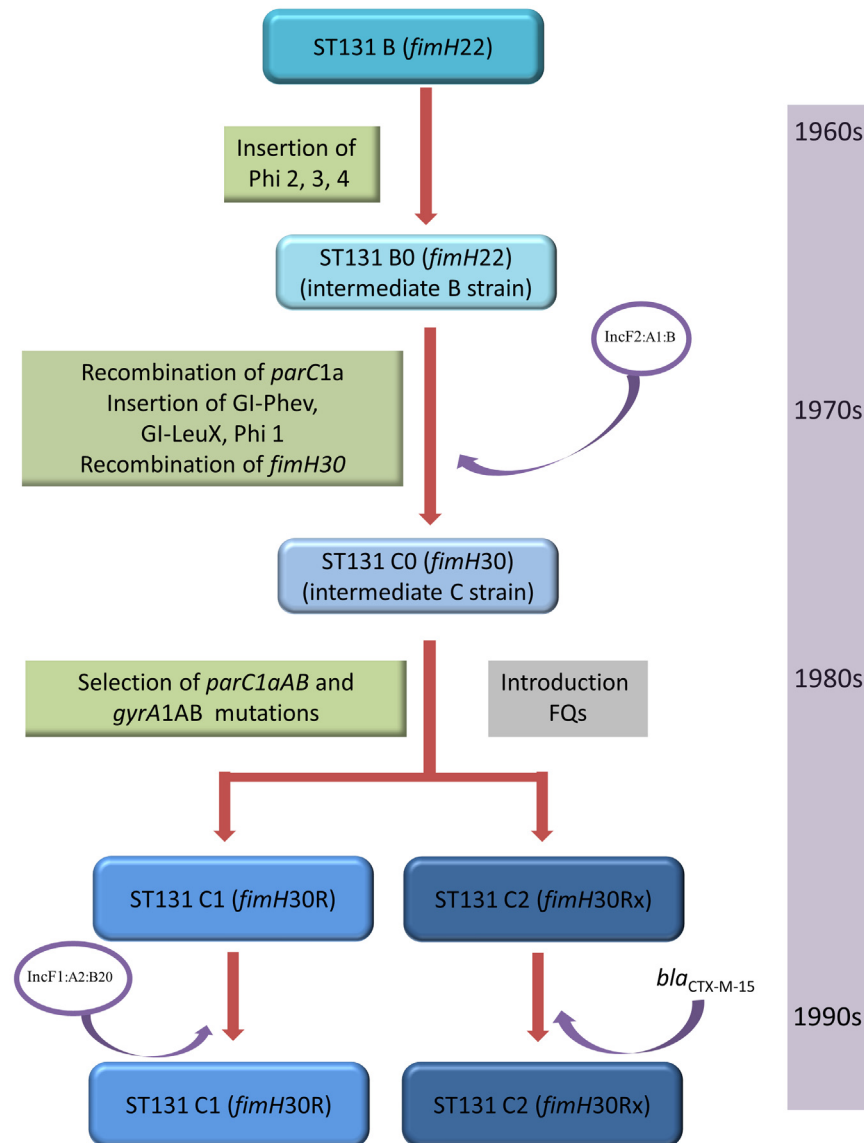 ST131 B (fimH22)
1960s
Insertion of
Phi 2, 3, 4
ST131 B0 (fimH22)
(intermediate B strain)
IncF2:A1:B
Recombination of parC1a
Insertion of GI-Phev,
GI-LeuX, Phi 1
Recombination of fimH30
1970s
ST131 C0 (fimH30)
(intermediate C strain)
Selection of parC1aAB and
gyrA1AB mutations
Introduction
FQs
1980s
ST131 C1 (fimH30R)
ST131 C2 (fimH30Rx)
IncF1:A2:B20
blaCTX-M-15
1990s
ST131 C1 (fimH30R)
ST131 C2 (fimH30Rx)